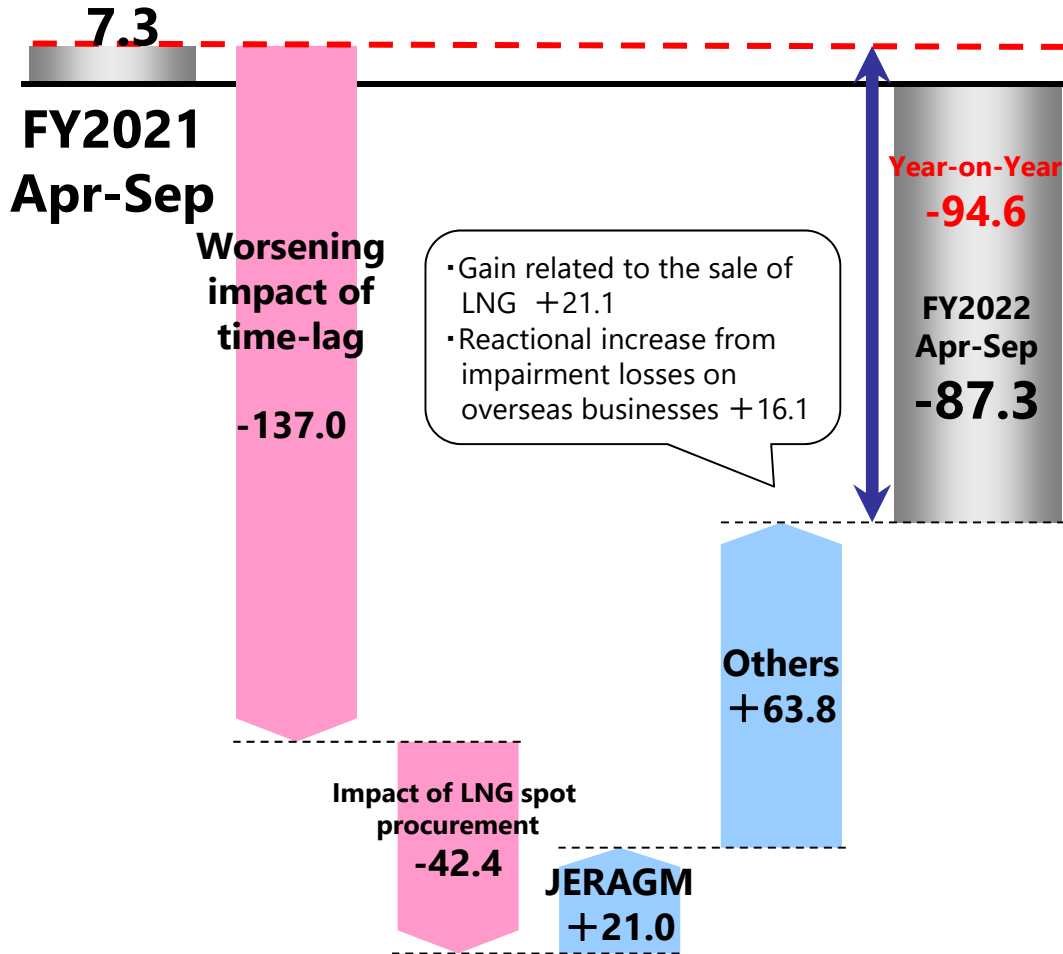 7.3
FY2021
Apr-Sep
Worsening
impact of
time-lag
-137.0
Impact of LNG spot
procurement
-42.4
JERAGM
＋21.0
・Gain related to the sale of
LNG ＋21.1
・Reactional increase from
impairment losses on
overseas businesses ＋16.1
Others
＋63.8
Year-on-Year
-94.6
FY2022
Apr-Sep
-87.3